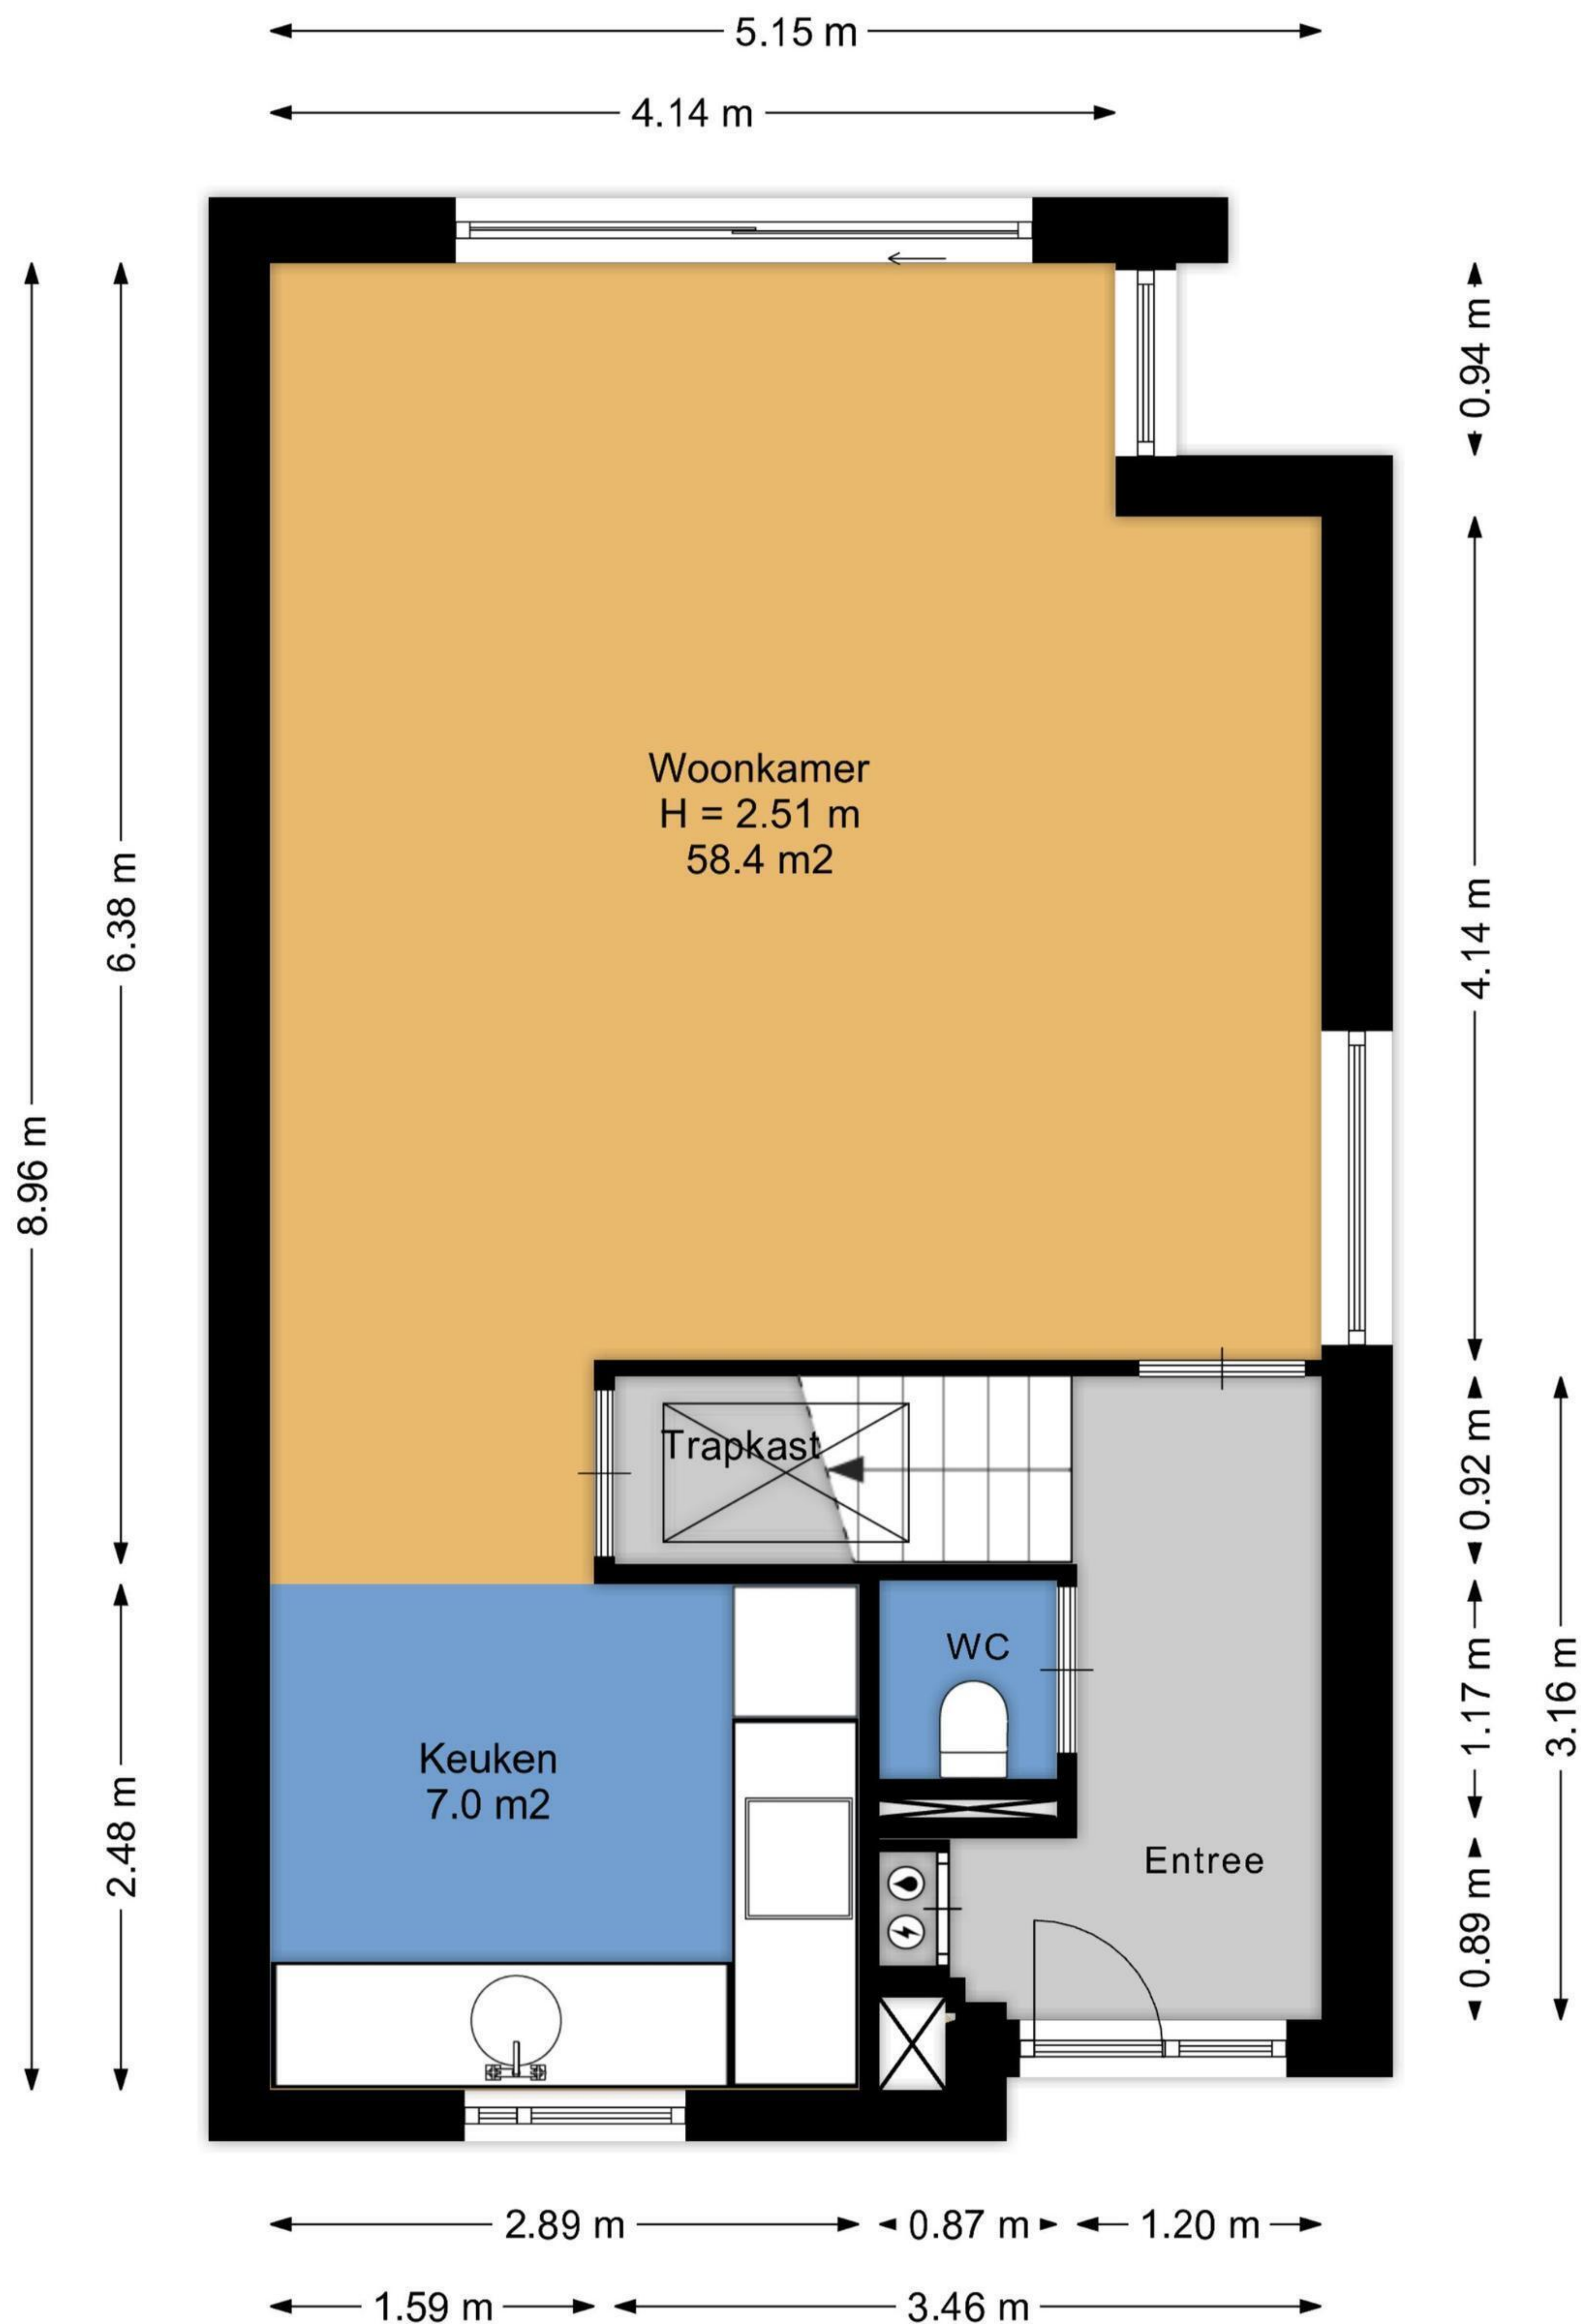 5.15 m
4.14 m
0.94 m
Woonkamer
H = 2.51 m
58.4 m2
6.38 m
4.14 m
8.96 m
Trapkast
0.92 m
WC
1.17 m
3.16 m
Keuken
7.0 m2
2.48 m
Entree
0.89 m
2.89 m
0.87 m
1.20 m
1.59 m
3.46 m